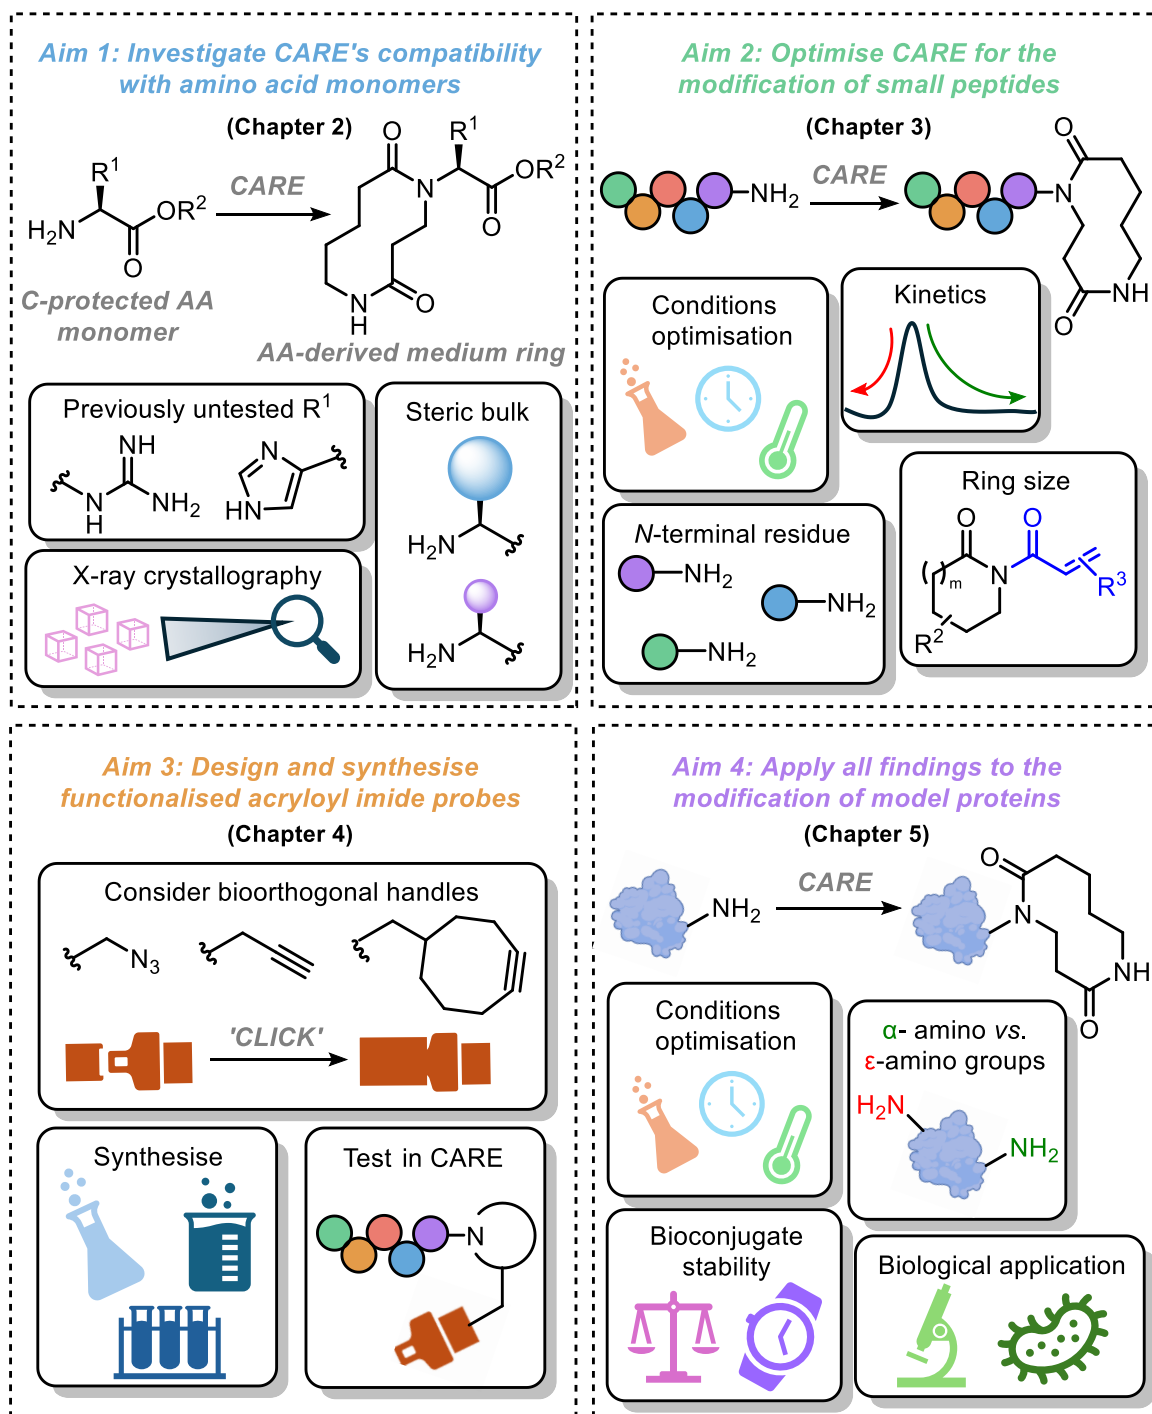 Aim 1: Investigate CARE's compatibility
with amino acid monomers
(Chapter 2)
R1
H2N
OR2
O
CARE
O
R1
N
OR2
O
N
H
O
C-protected AA
monomer
AA-derived medium ring
Previously untested R1
NH
N
H
NH2
N
HN
Steric bulk
H2N
H2N
X-ray crystallography
Aim 2: Optimise CARE for the
modification of small peptides
(Chapter 3)
NH2
CARE
O
N
O
NH
Conditions
optimisation
Kinetics
N-terminal residue
NH2
NH2
NH2
Ring size
O
O
( )m
N
R2
R3
Aim 3: Design and synthesise
functionalised acryloyl imide probes
(Chapter 4)
Consider bioorthogonal handles
N3
'CLICK'
Synthesise
Test in CARE
N
Aim 4: Apply all findings to the
modification of model proteins
(Chapter 5)
NH2
CARE
O
N
NH
O
Conditions
optimisation
α- amino vs.
ε-amino groups
H2N
NH2
Bioconjugate
stability
Biological application